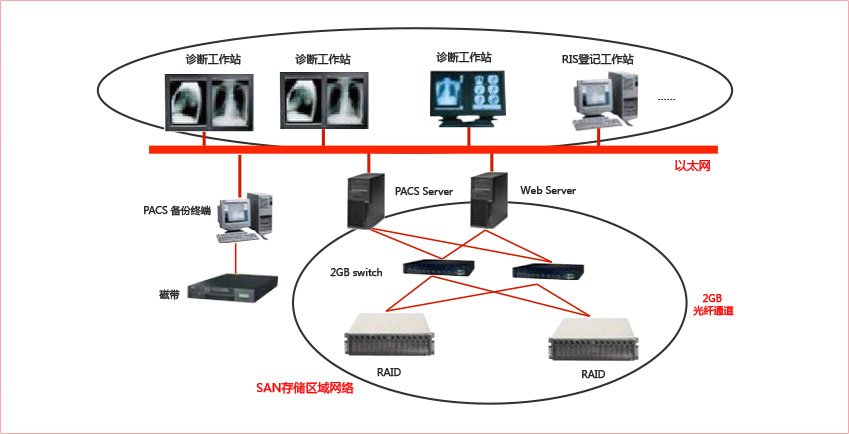 诊断工作站
诊断工作站
诊断工作站
RIS登记工作站
......
以太网
PACS Server
Web Server
PACS 备份终端
2GB switch
磁带
2GB
光纤通道
RAID
RAID
SAN存储区域网络